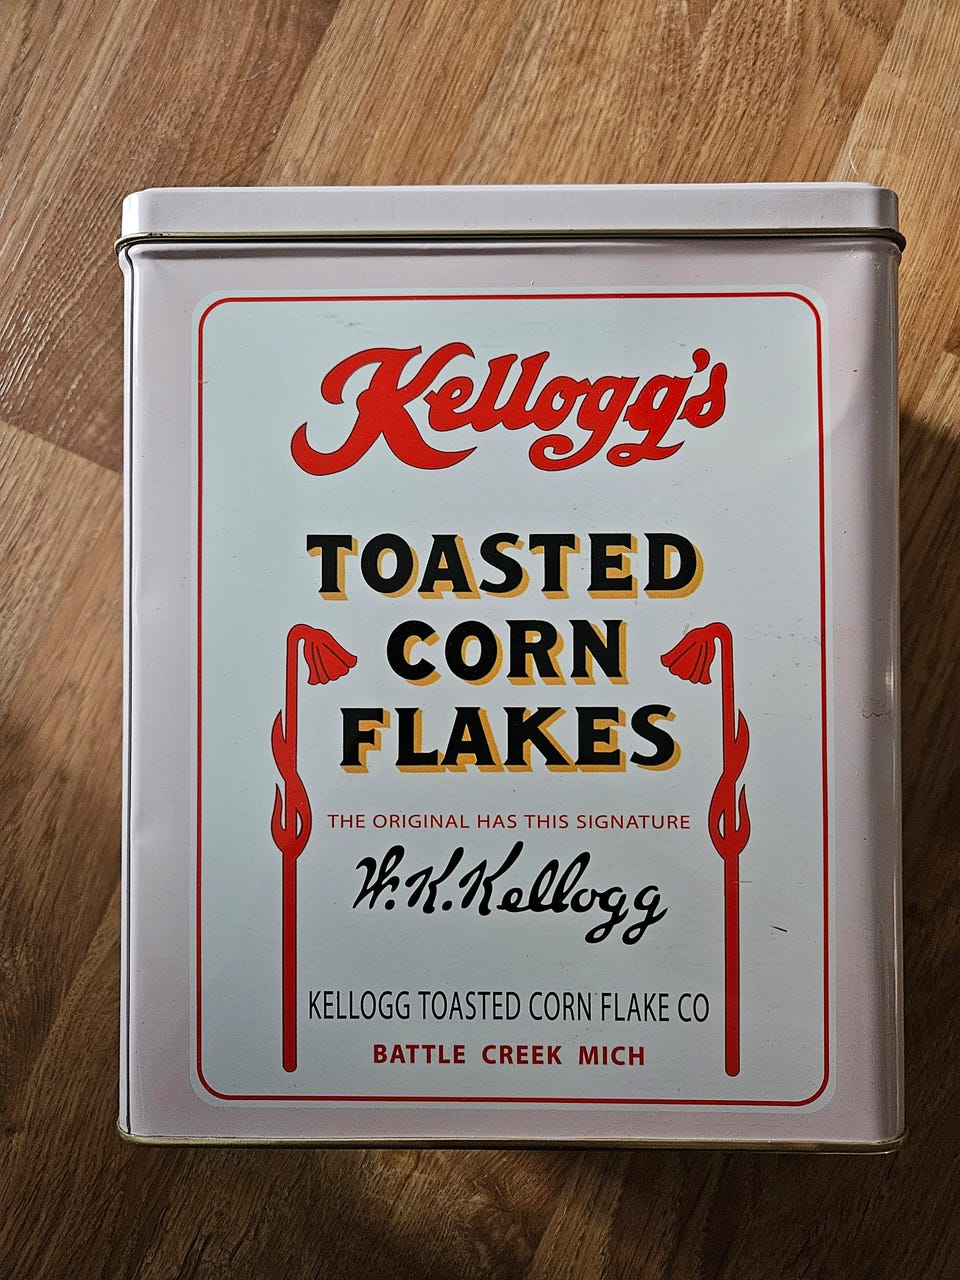 Kellogg's
TOASTED
CORN
FLAKES
THE ORIGINAL HAS THIS SIGNATURE
W.K.Kellogg
KELLOGG TOASTED CORN FLAKE CO
BATTLE CREEK MICH